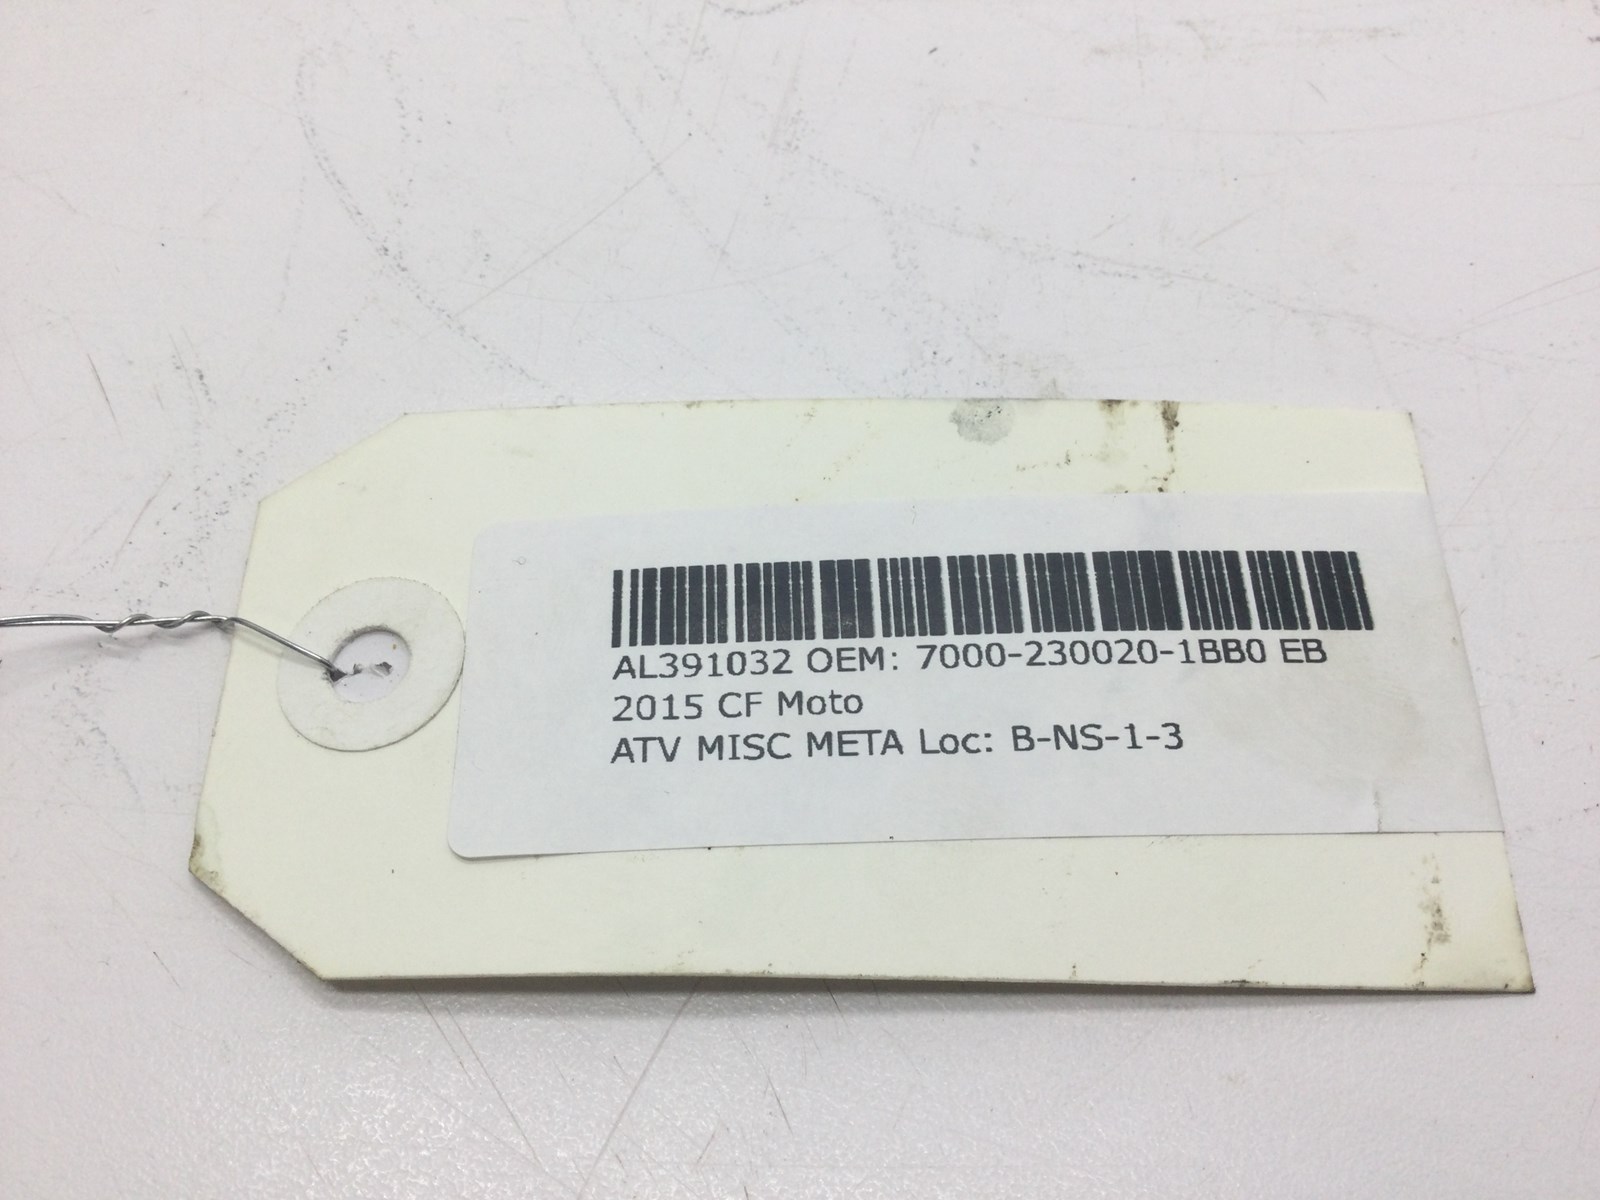 AL391032 OEM: 7000-230020-1BB0 EB
2015 CF Moto
ATV MISC META Loc: B-NS-1-3